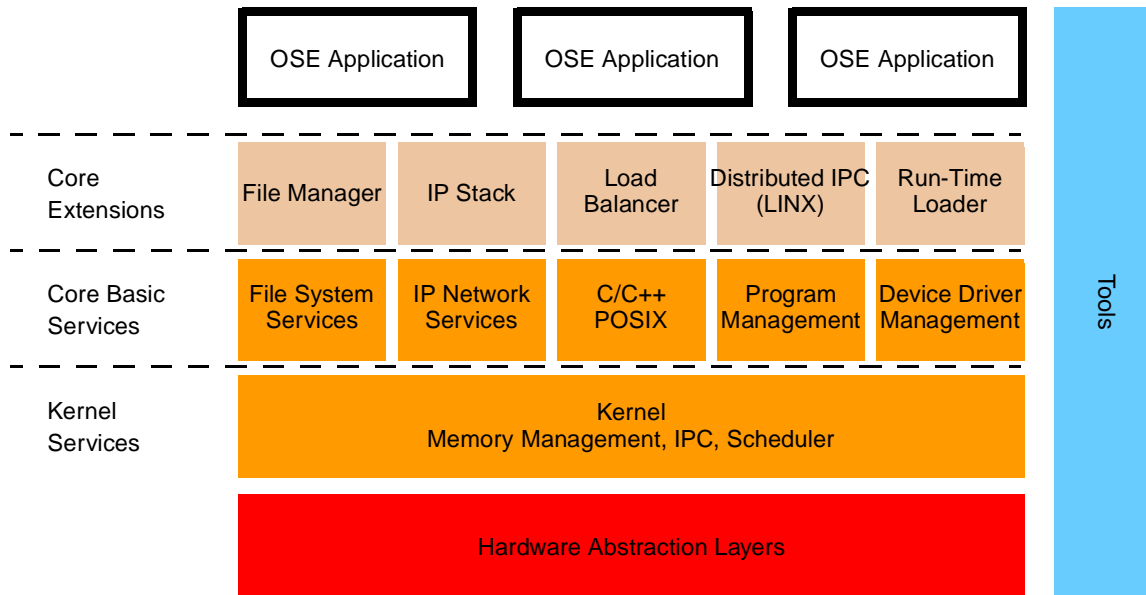 OSE Application
OSE Application
OSE Application
Core
Extensions
File Manager
IP Stack
Load
Balancer
Distributed IPC
(LINX)
Run-Time
Loader
Core Basic
Services
File System
Services
IP Network
Services
C/C++
POSIX
Program
Management
Device Driver
Management
Kernel
Services
Kernel
Memory Management, IPC, Scheduler
Hardware Abstraction Layers
Tools